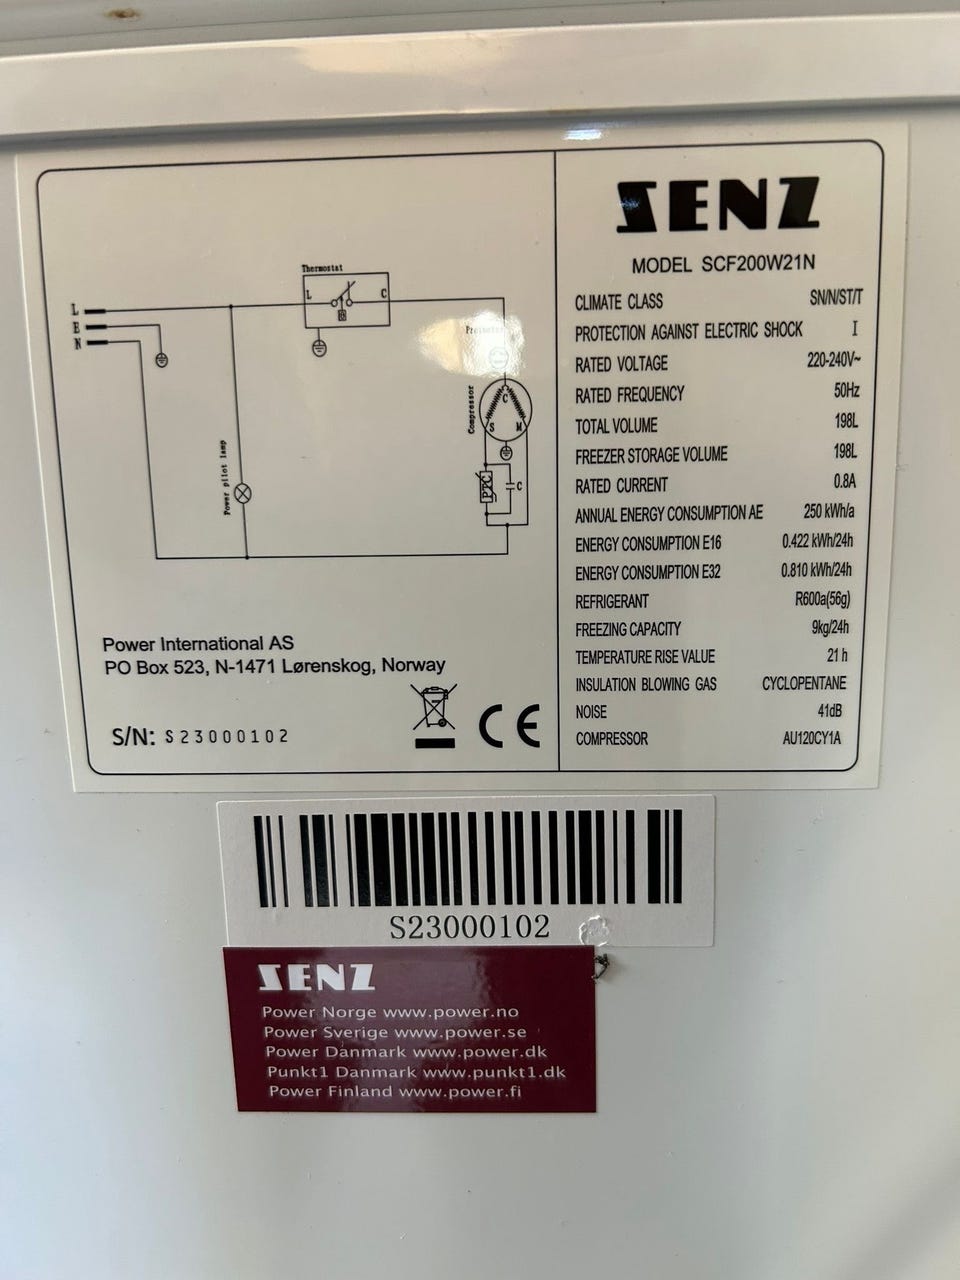 Thermostat
L C
L
E
N
Protector
Compressor
C
S M
PTC C
Power pilot lamp
Power International AS
PO Box 523, N-1471 Lørenskog, Norway
S/N: S23000102
CE
SENZ
MODEL SCF200W21N
CLIMATE CLASS SN/N/ST/T
PROTECTION AGAINST ELECTRIC SHOCK I
RATED VOLTAGE 220-240V~
RATED FREQUENCY 50Hz
TOTAL VOLUME 198L
FREEZER STORAGE VOLUME 198L
RATED CURRENT 0.8A
ANNUAL ENERGY CONSUMPTION AE 250 kWh/a
ENERGY CONSUMPTION E16 0.422 kWh/24h
ENERGY CONSUMPTION E32 0.810 kWh/24h
REFRIGERANT R600a(56g)
FREEZING CAPACITY 9kg/24h
TEMPERATURE RISE VALUE 21 h
INSULATION BLOWING GAS CYCLOPENTANE
NOISE 41dB
COMPRESSOR AU120CY1A
S23000102
SENZ
Power Norge www.power.no
Power Sverige www.power.se
Power Danmark www.power.dk
Punkt1 Danmark www.punkt1.dk
Power Finland www.power.fi